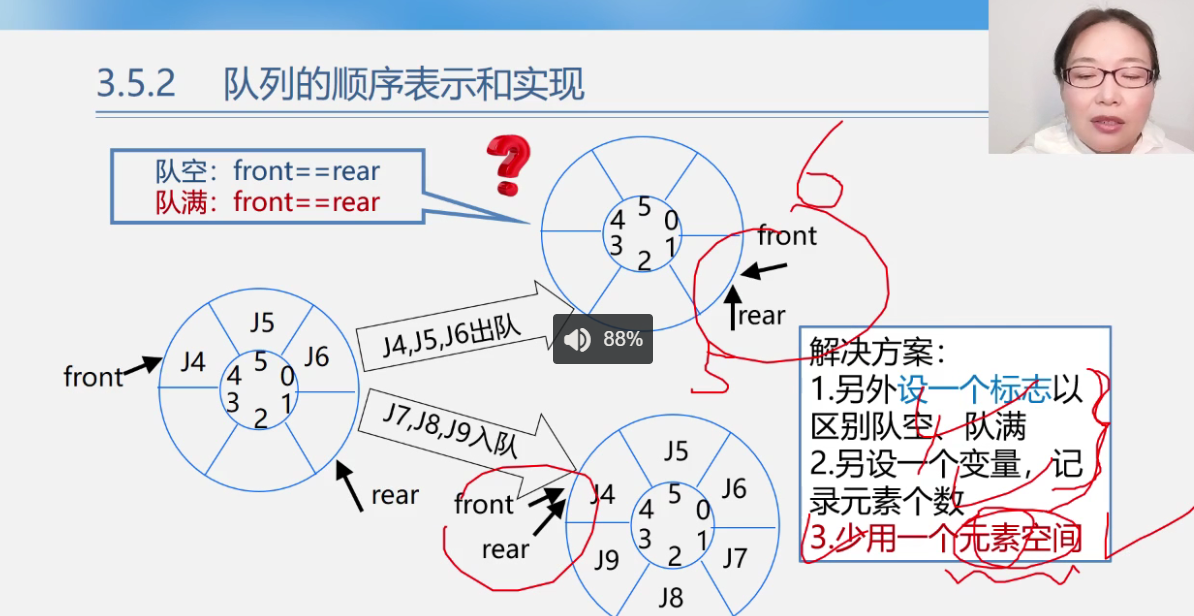 3.5.2 队列的顺序表示和实现
队空：front==rear
队满：front==rear
?
5
4
0
3
1
2
front
rear
6
5
J4,J5,J6出队
88%
J5
J4
J6
5
4
0
3
1
2
front
rear
J7,J8,J9入队
J5
J4
J6
5
4
0
3
1
2
J9
J7
J8
front
rear
解决方案：
1.另外设一个标志以
区别队空、队满
2.另设一个变量，记
录元素个数
3.少用一个元素空间